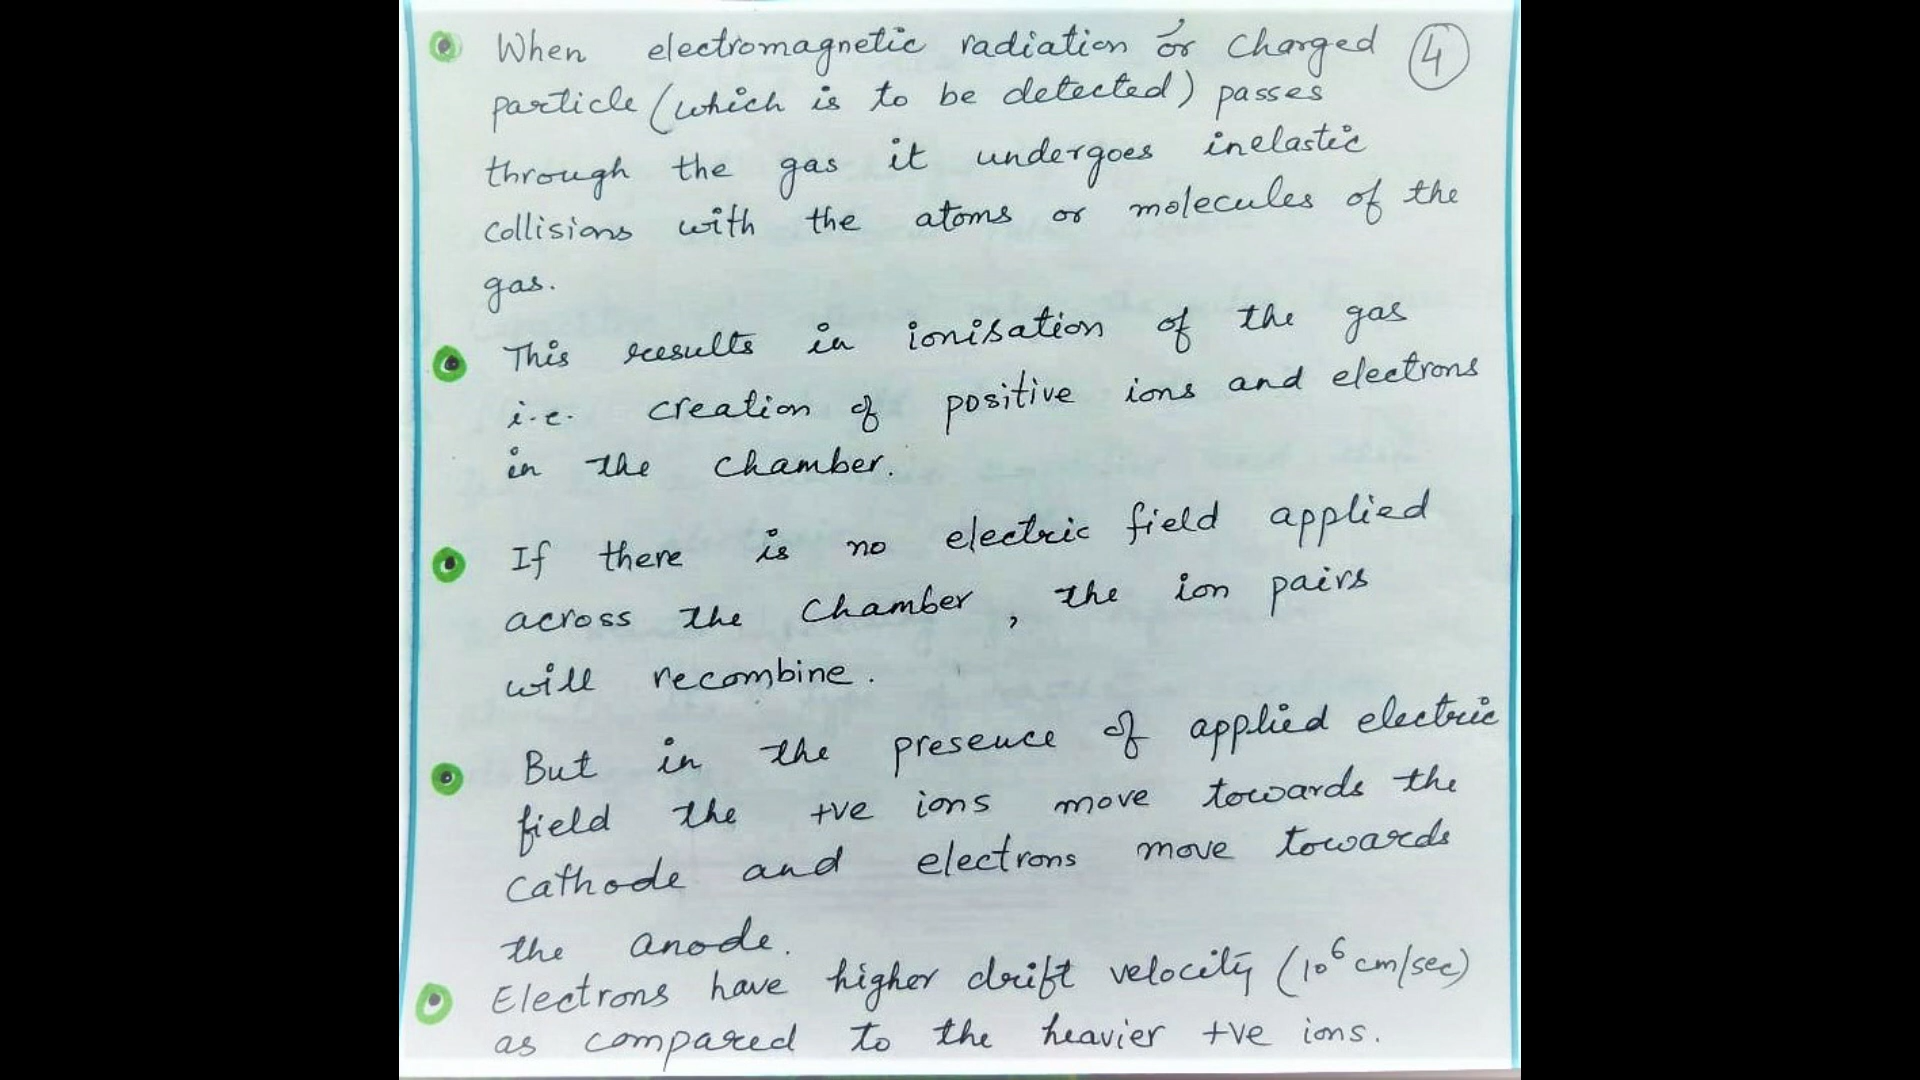 When electromagnetic radiation or charged 4
particle (which is to be detected) passes
through the gas it undergoes inelastic
collisions with the atoms or molecules of the
gas.
This results in ionisation of the gas
i.e. creation of positive ions and electrons
in the chamber.
If there is no electric field applied
across the chamber, the ion pairs
will recombine.
But in the presence of applied electric
field the +ve ions move towards the
cathode and electrons move towards
the anode.
Electrons have higher drift velocity (10⁶ cm/sec)
as compared to the heavier +ve ions.